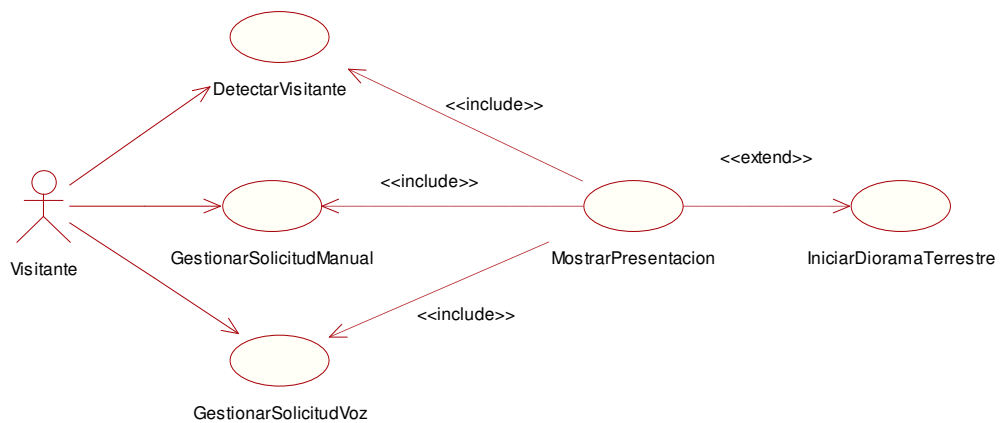 DetectarVisitante
<<include>>
<<extend>>
<<include>>
Visitante
GestionarSolicitudManual
MostrarPresentacion
IniciarDioramaTerrestre
<<include>>
GestionarSolicitudVoz